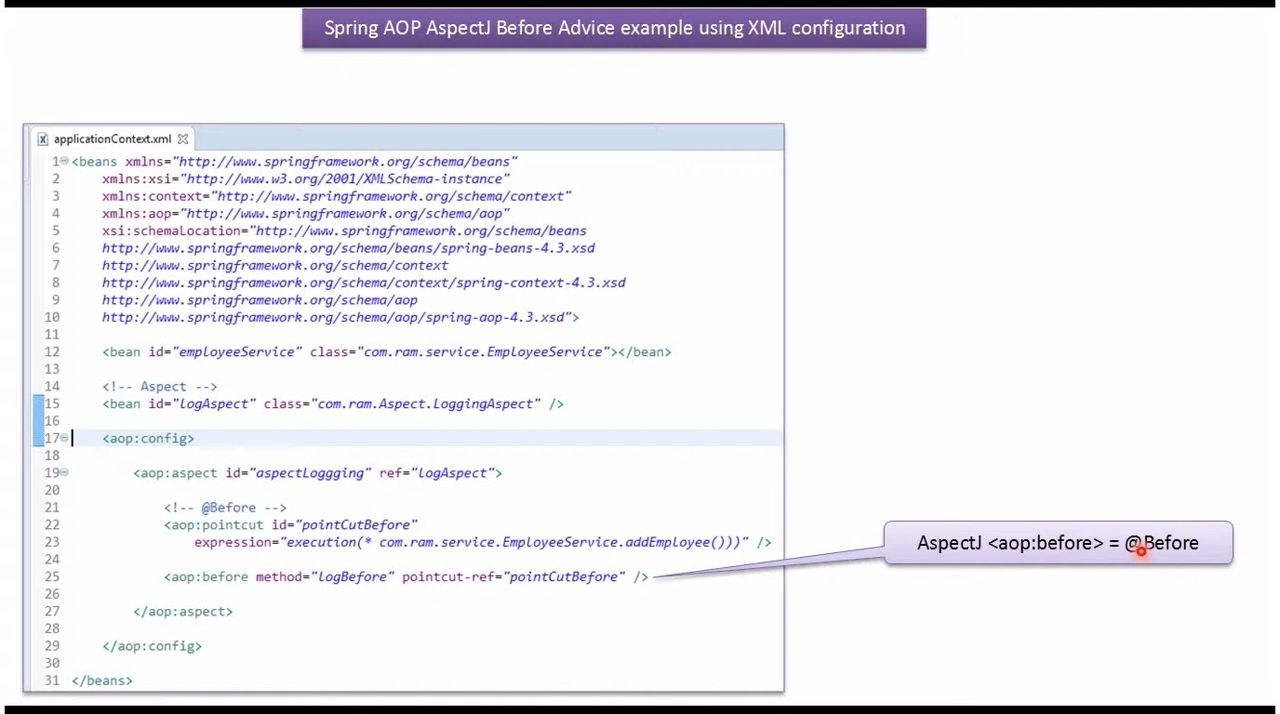 Spring AOP AspectJ Before Advice example using XML configuration
applicationContext.xml
1 <beans xmlns="http://www.springframework.org/schema/beans"
2 xmlns:xsi="http://www.w3.org/2001/XMLSchema-instance"
3 xmlns:context="http://www.springframework.org/schema/context"
4 xmlns:aop="http://www.springframework.org/schema/aop"
5 xsi:schemaLocation="http://www.springframework.org/schema/beans
6 http://www.springframework.org/schema/beans/spring-beans-4.3.xsd
7 http://www.springframework.org/schema/context
8 http://www.springframework.org/schema/context/spring-context-4.3.xsd
9 http://www.springframework.org/schema/aop
10 http://www.springframework.org/schema/aop/spring-aop-4.3.xsd">
11
12 <bean id="employeeService" class="com.ram.service.EmployeeService"></bean>
13
14 <!-- Aspect -->
15 <bean id="logAspect" class="com.ram.Aspect.LoggingAspect" />
16
17 <aop:config>
18
19 <aop:aspect id="aspectLoggging" ref="logAspect">
20
21 <!-- @Before -->
22 <aop:pointcut id="pointCutBefore"
23 expression="execution(* com.ram.service.EmployeeService.addEmployee()))" />
24
25 <aop:before method="logBefore" pointcut-ref="pointCutBefore" />
26
27 </aop:aspect>
28
29 </aop:config>
30
31 </beans>
AspectJ <aop:before> = @Before